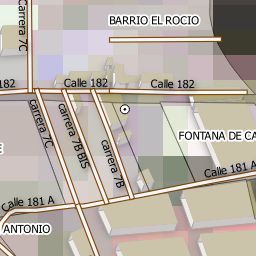 BARRIO EL ROCIO
Carrera 7C
182
Calle 182
Calle 182
carrera 7C
carrera 7B BIS
carrera 7B
FONTANA DE CA
E
Calle 181 A
Calle 181 A
ANTONIO